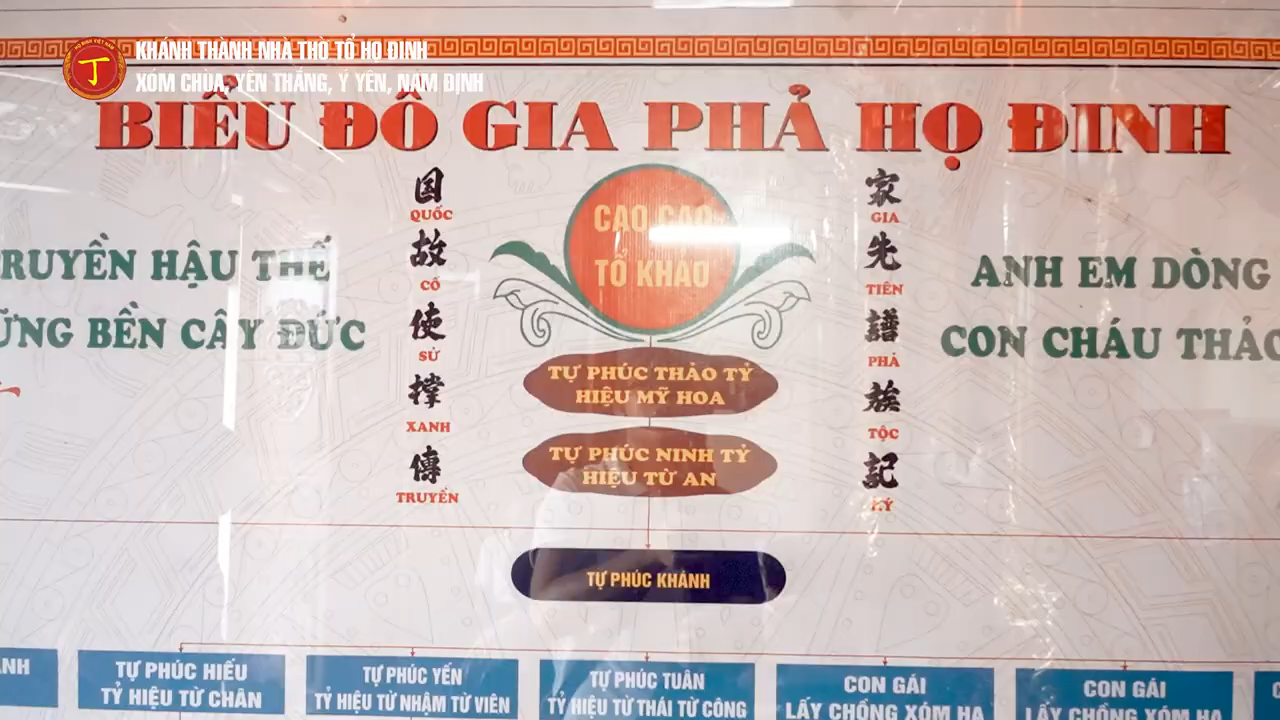 KHÁNH THÀNH NHÀ THỜ TỔ HỌ ĐINH
XÓM CHÙA, YÊN THẮNG, Ý YÊN, NAM ĐỊNH
BIỂU ĐỒ GIA PHẢ HỌ ĐINH
CAO CAO
TỔ KHẢO
国
QUỐC
故
CỐ
使
SỬ
撑
XANH
傳
TRUYỀN
家
GIA
先
TIÊN
譜
PHẢ
族
TỘC
記
KÝ
HẬU THẾ
BỀN CÂY ĐỨC
ANH EM DÒNG
CON CHÁU THẢO
TỰ PHÚC THẢO TỶ
HIỆU MỸ HOA
TỰ PHÚC NINH TỶ
HIỆU TỪ AN
TỰ PHÚC KHÁNH
TỰ PHÚC HIẾU
TỶ HIỆU TỪ CHÂN
TỰ PHÚC YẾN
TỶ HIỆU TỪ NHẬM TỪ VIÊN
TỰ PHÚC TUÂN
TỶ HIỆU TỪ THÁI TỪ CÔNG
CON GÁI
LẤY CHỒNG XÓM HẠ
CON GÁI
LẤY CHỒNG XÓM HẠ